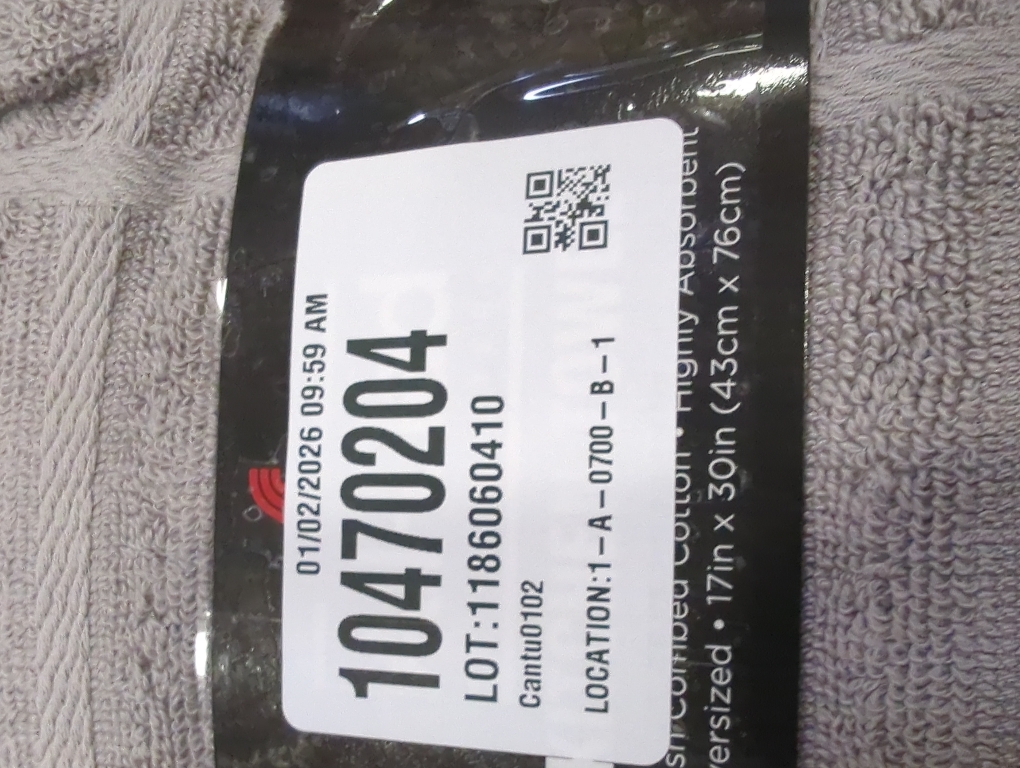 01/02/2026 09:59 AM
10470204
LOT:1186060410
Cantu0102
LOCATION:1-A-0700-B-1
Combed Cotton • Highly Absorbent
• 17in x 30in (43cm x 76cm)